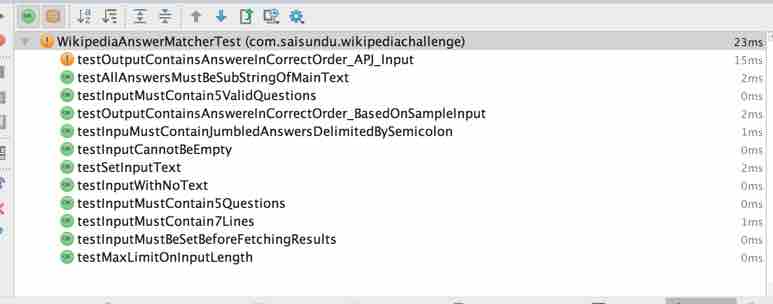 WikipediaAnswerMatcherTest (com.saisundu.wikipediachallenge) 23ms
testOutputContainsAnswereInCorrectOrder_APJ_Input 15ms
testAllAnswersMustBeSubStringOfMainText 2ms
testInputMustContain5ValidQuestions 0ms
testOutputContainsAnswereInCorrectOrder_BasedOnSampleInput 2ms
testInpuMustContainJumbledAnswersDelimitedBySemicolon 1ms
testInputCannotBeEmpty 0ms
testSetInputText 2ms
testInputWithNoText 0ms
testInputMustContain5Questions 0ms
testInputMustContain7Lines 1ms
testInputMustBeSetBeforeFetchingResults 0ms
testMaxLimitOnInputLength 0ms